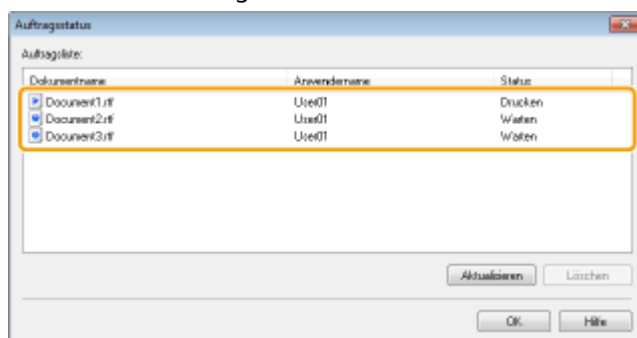 Auftragsstatus
Auftragsliste:
Dokumentname Anwendername Status
Document1.rtf User01 Drucken
Document2.rtf User01 Warten
Document3.rtf User01 Warten
Aktualisieren Löschen
OK Hilfe